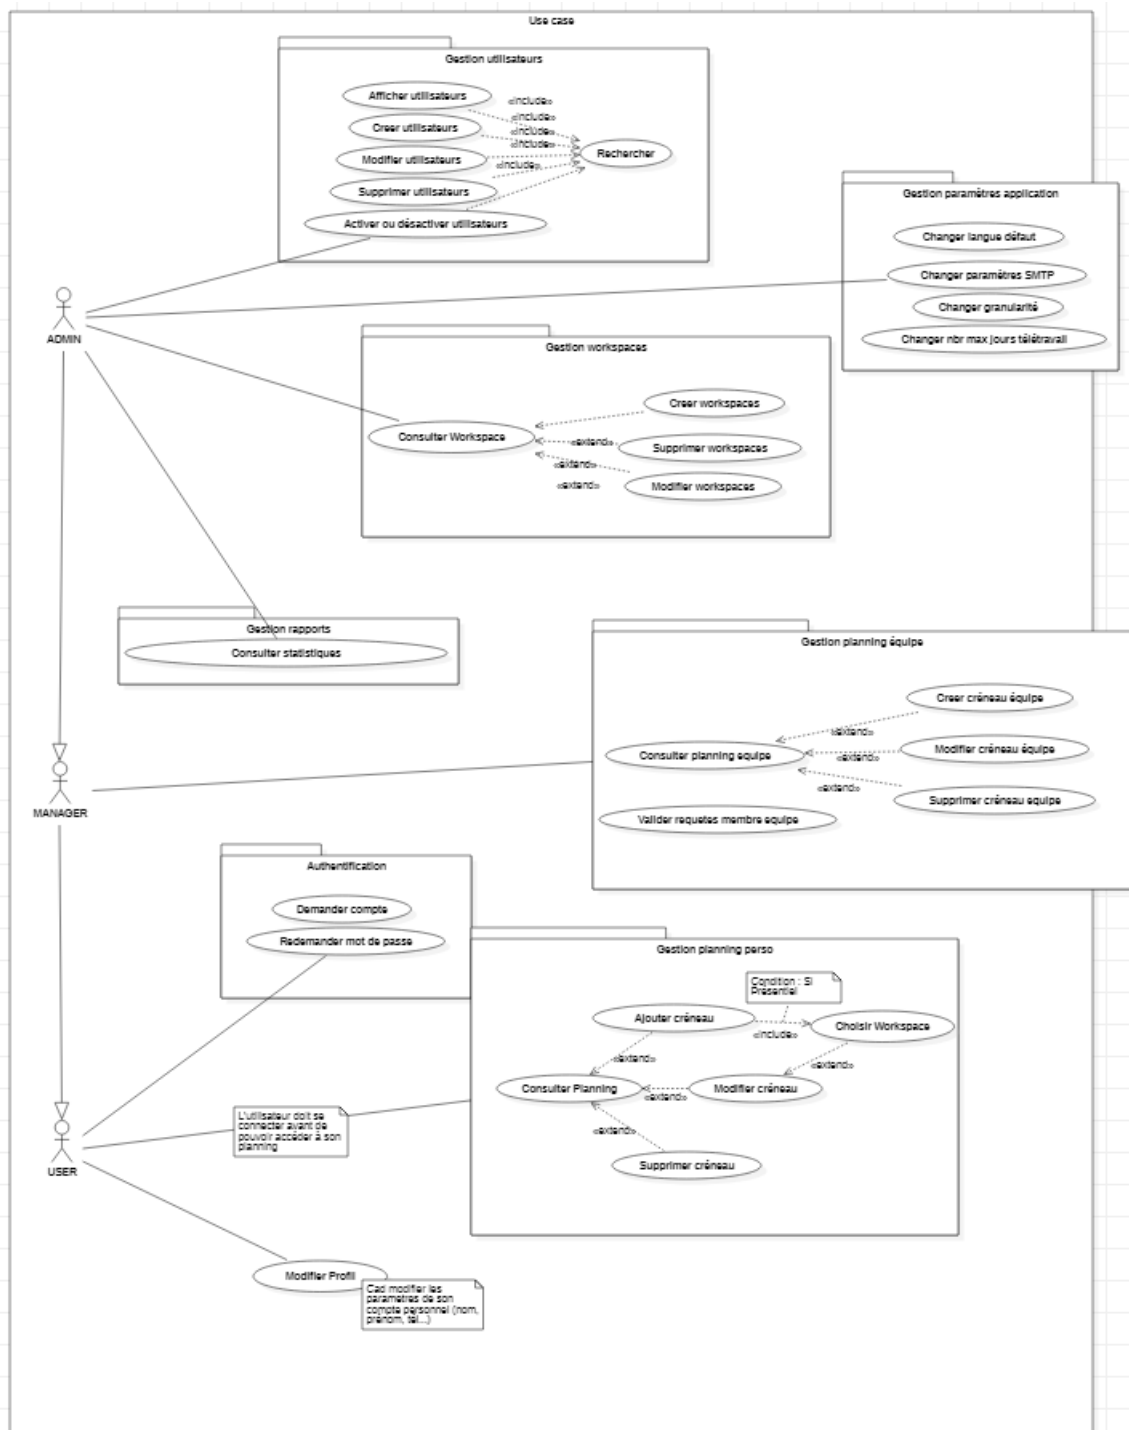 Use case
Gestion utilisateurs
Afficher utilisateurs
«include»
«include»
Creer utilisateurs
«include»
«include»
Rechercher
Modifier utilisateurs
«include»
Supprimer utilisateurs
Activer ou désactiver utilisateurs
Gestion paramètres application
Changer langue défaut
Changer paramètres SMTP
Changer granularité
Changer nbr max jours télétravail
ADMIN
Gestion workspaces
Creer workspaces
Consulter Workspace
«extend»
Supprimer workspaces
«extend»
Modifier workspaces
«extend»
Gestion rapports
Consulter statistiques
Gestion planning équipe
Creer créneau équipe
«extend»
Consulter planning equipe
Modifier créneau équipe
«extend»
«extend»
Supprimer créneau equipe
Valider requetes membre equipe
MANAGER
Authentification
Demander compte
Redemander mot de passe
Gestion planning perso
Condition : Si
Presentiel
Ajouter créneau
Choisir Workspace
«include»
«extend»
«extend»
Consulter Planning
Modifier créneau
«extend»
«extend»
Supprimer créneau
L'utilisateur doit se
connecter avant de
pouvoir accéder à son
planning
USER
Modifier Profil
Cad modifier les
parametres de son
compte personnel (nom,
prénom, tél...)